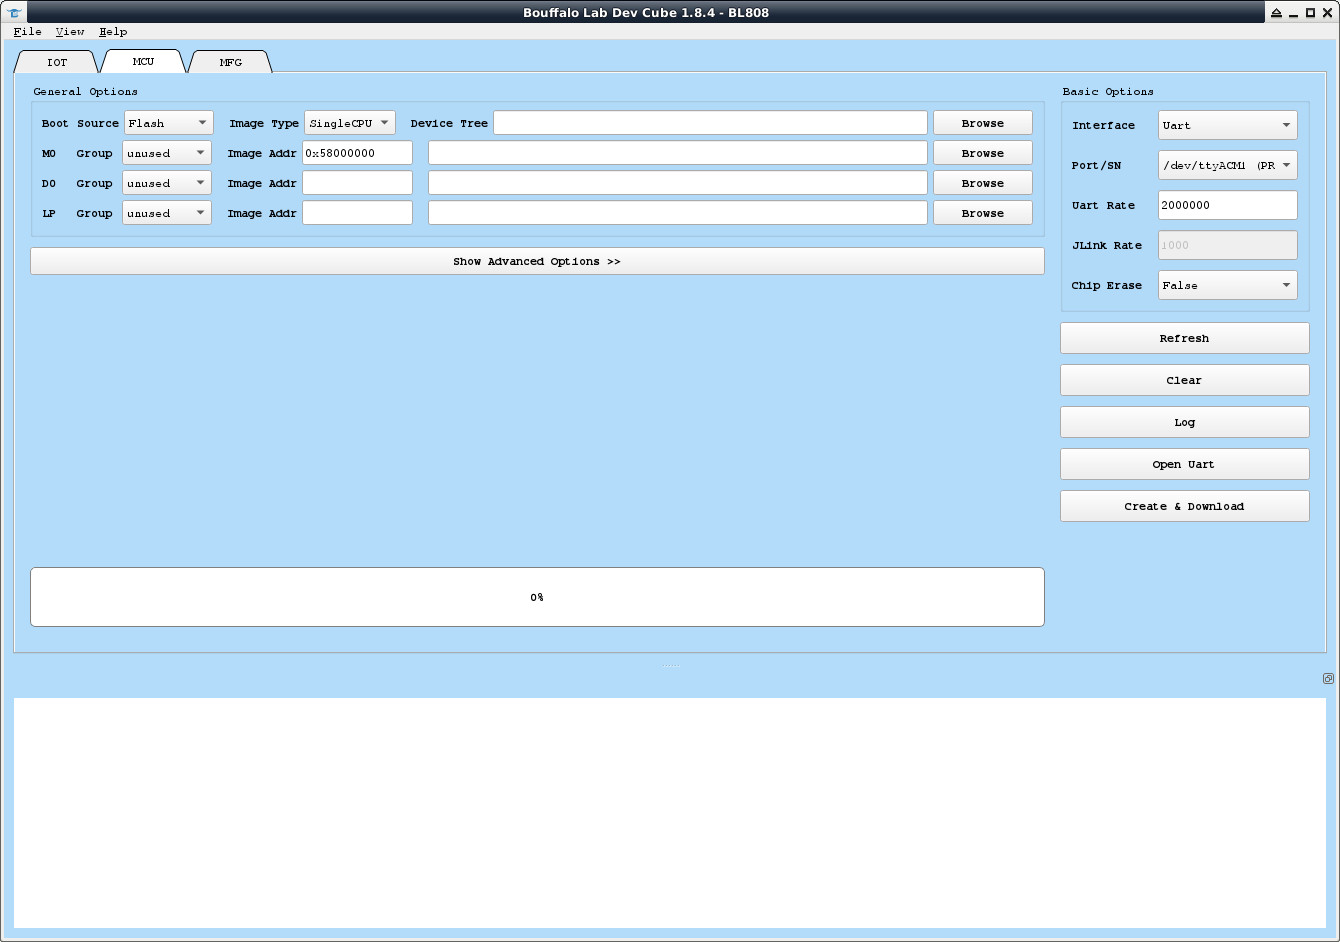 Bouffalo Lab Dev Cube 1.8.4 - BL808
File View Help
IOT MCU MFG
General Options
Boot Source Flash Image Type SingleCPU Device Tree Browse
M0 Group unused Image Addr 0x58000000 Browse
D0 Group unused Image Addr Browse
LP Group unused Image Addr Browse
Show Advanced Options >>
0%
Basic Options
Interface Uart
Port/SN /dev/ttyACM1 (PR
Uart Rate 2000000
JLink Rate 1000
Chip Erase False
Refresh
Clear
Log
Open Uart
Create & Download